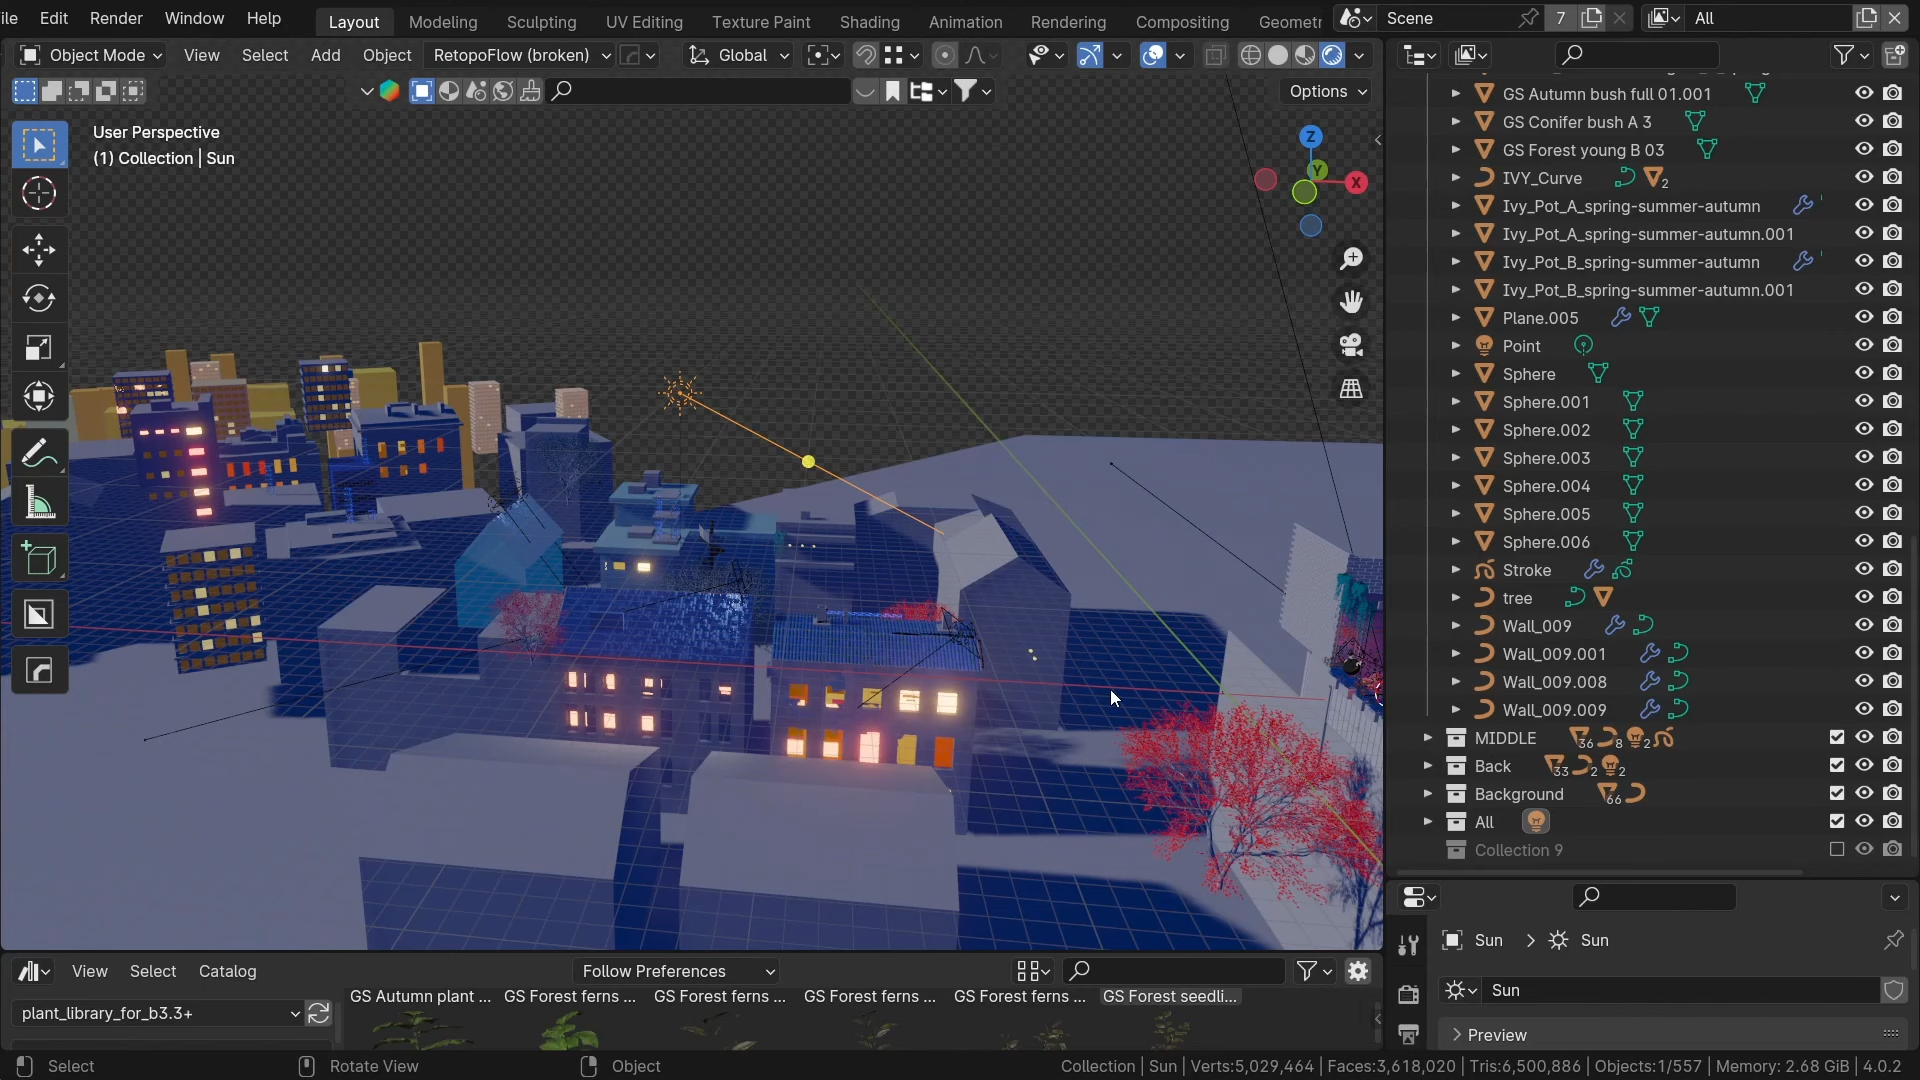 ile Edit Render Window Help Layout Modeling Sculpting UV Editing Texture Paint Shading Animation Rendering Compositing Geometr Scene 7 All
Object Mode View Select Add Object RetopoFlow (broken) Global
Options
User Perspective
(1) Collection | Sun
Z
Y
X
GS Autumn bush full 01.001
GS Conifer bush A 3
GS Forest young B 03
IVY_Curve 2
Ivy_Pot_A_spring-summer-autumn
Ivy_Pot_A_spring-summer-autumn.001
Ivy_Pot_B_spring-summer-autumn
Ivy_Pot_B_spring-summer-autumn.001
Plane.005
Point
Sphere
Sphere.001
Sphere.002
Sphere.003
Sphere.004
Sphere.005
Sphere.006
Stroke
tree
Wall_009
Wall_009.001
Wall_009.008
Wall_009.009
MIDDLE 36 8 2
Back 33 2 2
Background 66
All
Collection 9
Sun Sun
Sun
Preview
View Select Catalog Follow Preferences
plant_library_for_b3.3+
GS Autumn plant ... GS Forest ferns ... GS Forest ferns ... GS Forest ferns ... GS Forest ferns ... GS Forest seedli...
Select Rotate View Object Collection | Sun | Verts:5,029,464 | Faces:3,618,020 | Tris:6,500,886 | Objects:1/557 | Memory: 2.68 GiB | 4.0.2